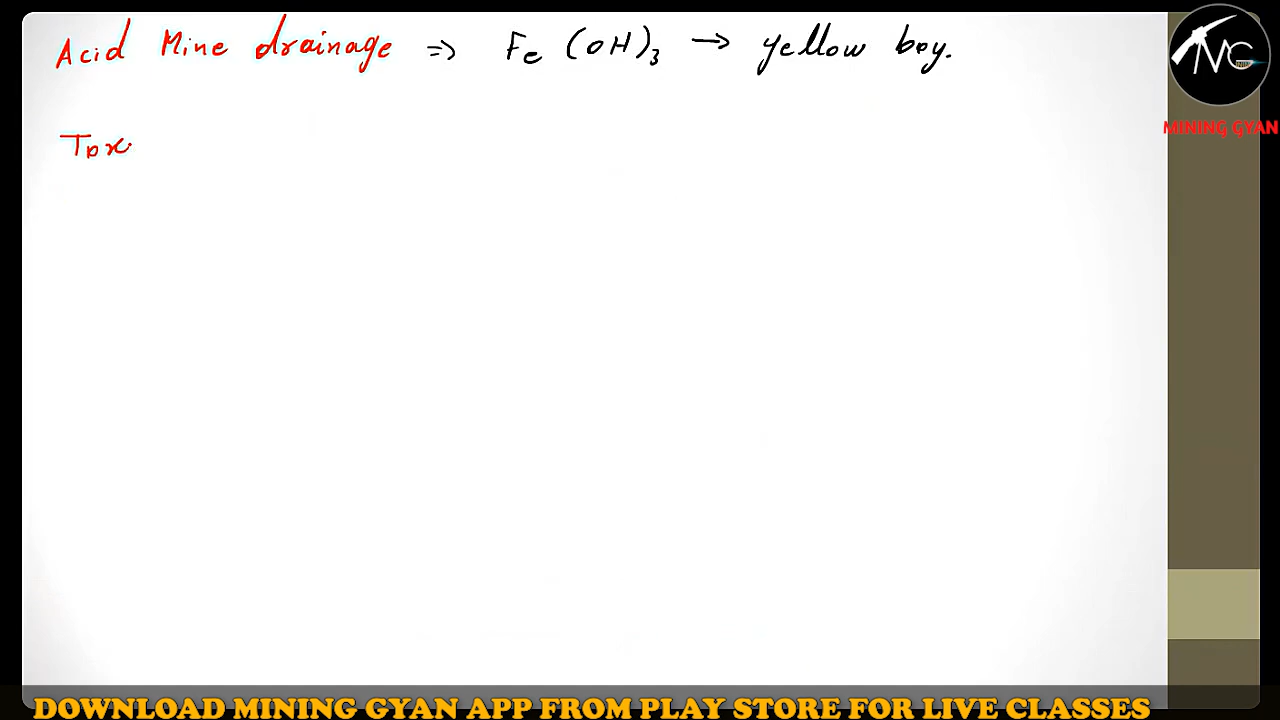 Acid Mine drainage => Fe (OH)3 → yellow boy.
MINING GYAN
Tox
DOWNLOAD MINING GYAN APP FROM PLAY STORE FOR LIVE CLASSES